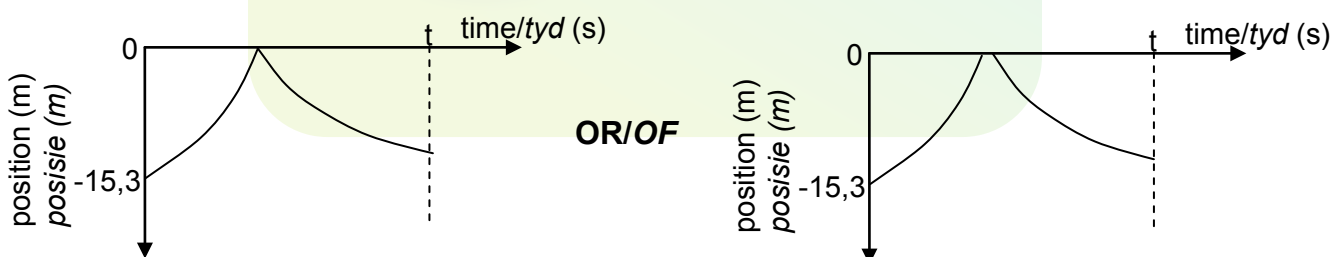 0
t
time/tyd (s)
position (m)
posisie (m)
-15,3
OR/OF
0
t
time/tyd (s)
position (m)
posisie (m)
-15,3